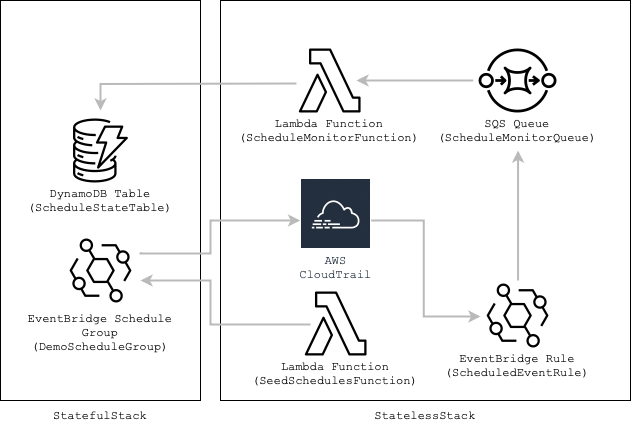 Lambda Function
(ScheduleMonitorFunction)
SQS Queue
(ScheduleMonitorQueue)
DynamoDB Table
(ScheduleStateTable)
AWS
CloudTrail
EventBridge Schedule
Group
(DemoScheduleGroup)
Lambda Function
(SeedSchedulesFunction)
EventBridge Rule
(ScheduledEventRule)
StatefulStack
StatelessStack